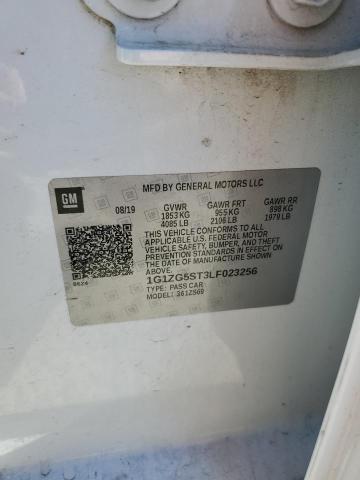 GM
MFD BY GENERAL MOTORS LLC
08/19 GVWR GAWR FRT GAWR RR
1853 KG 955 KG 898 KG
4085 LB 2106 LB 1979 LB
THIS VEHICLE CONFORMS TO ALL
APPLICABLE U.S. FEDERAL MOTOR
VEHICLE SAFETY, BUMPER, AND
THEFT PREVENTION STANDARDS
IN EFFECT ON THE DATE OF
MANUFACTURE SHOWN
ABOVE.
1G1ZG5ST3LF023256
TYPE: PASS CAR
MODEL: 361ZS69